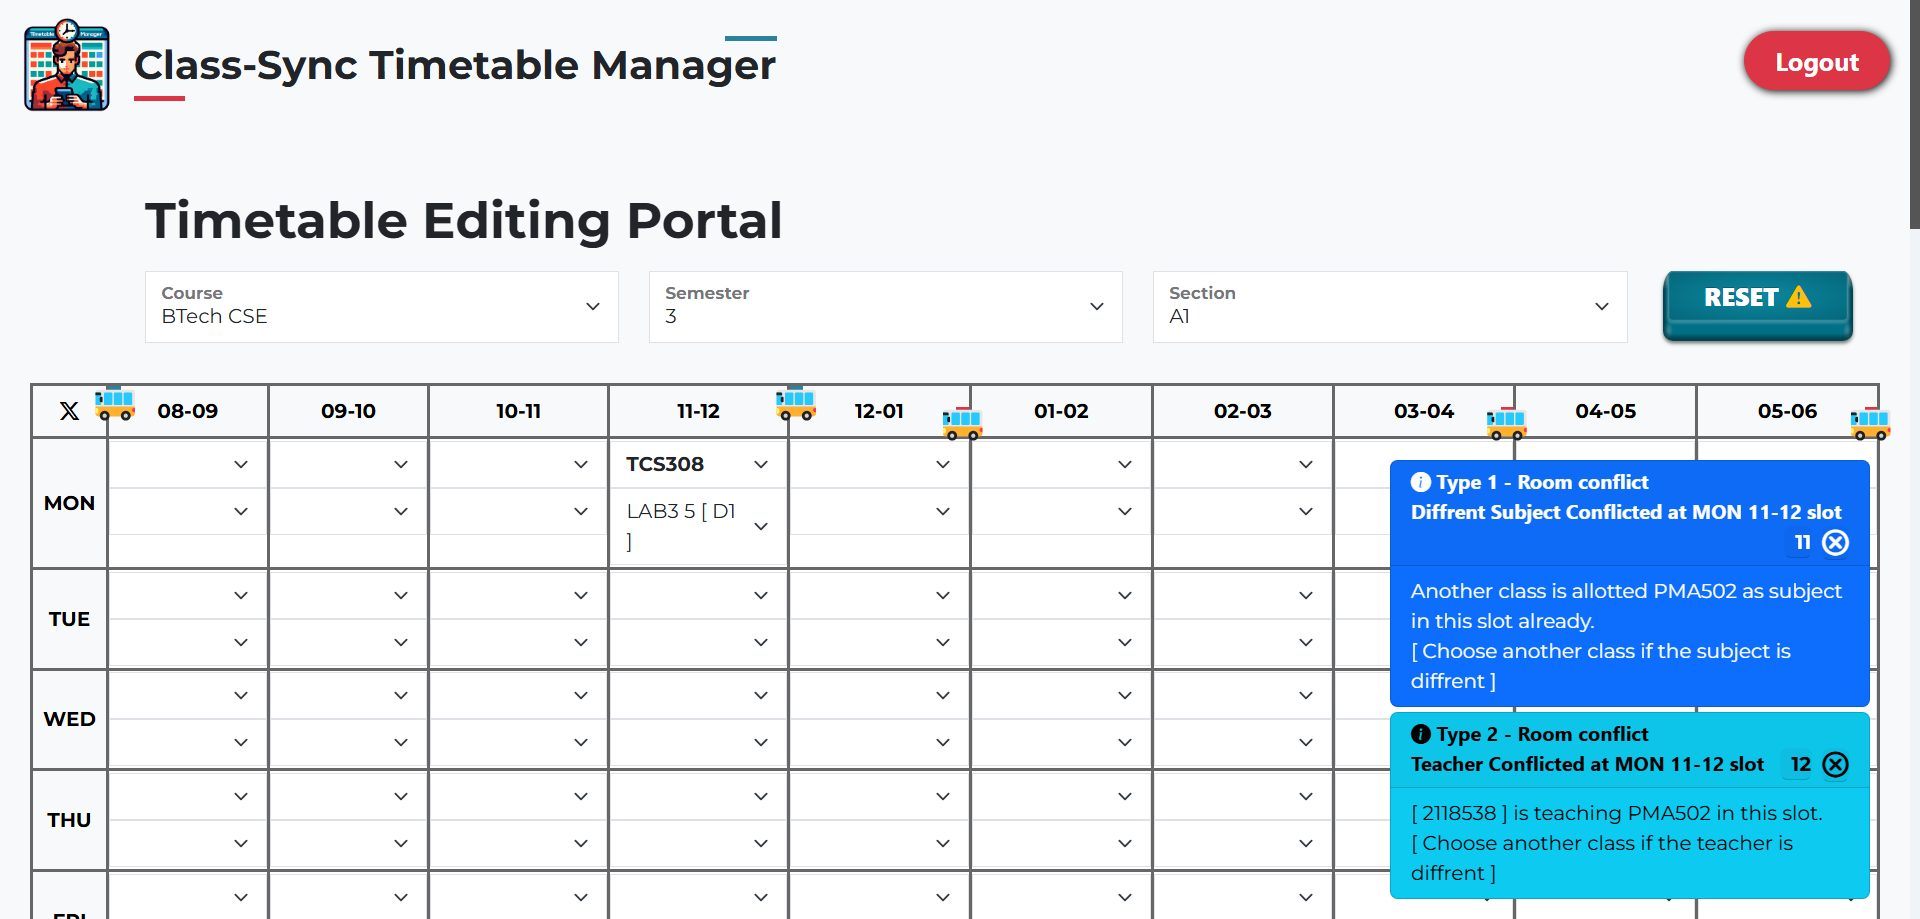 Timetable Manager
Class-Sync Timetable Manager
Logout
Timetable Editing Portal
Course
BTech CSE
Semester
3
Section
A1
RESET
X 08-09 09-10 10-11 11-12 12-01 01-02 02-03 03-04 04-05 05-06
MON
TCS308
LAB3 5 [ D1
]
Type 1 - Room conflict
Diffrent Subject Conflicted at MON 11-12 slot
11
Another class is allotted PMA502 as subject
in this slot already.
[ Choose another class if the subject is
diffrent ]
TUE
WED
Type 2 - Room conflict
Teacher Conflicted at MON 11-12 slot 12
[ 2118538 ] is teaching PMA502 in this slot.
[ Choose another class if the teacher is
diffrent ]
THU
FRI